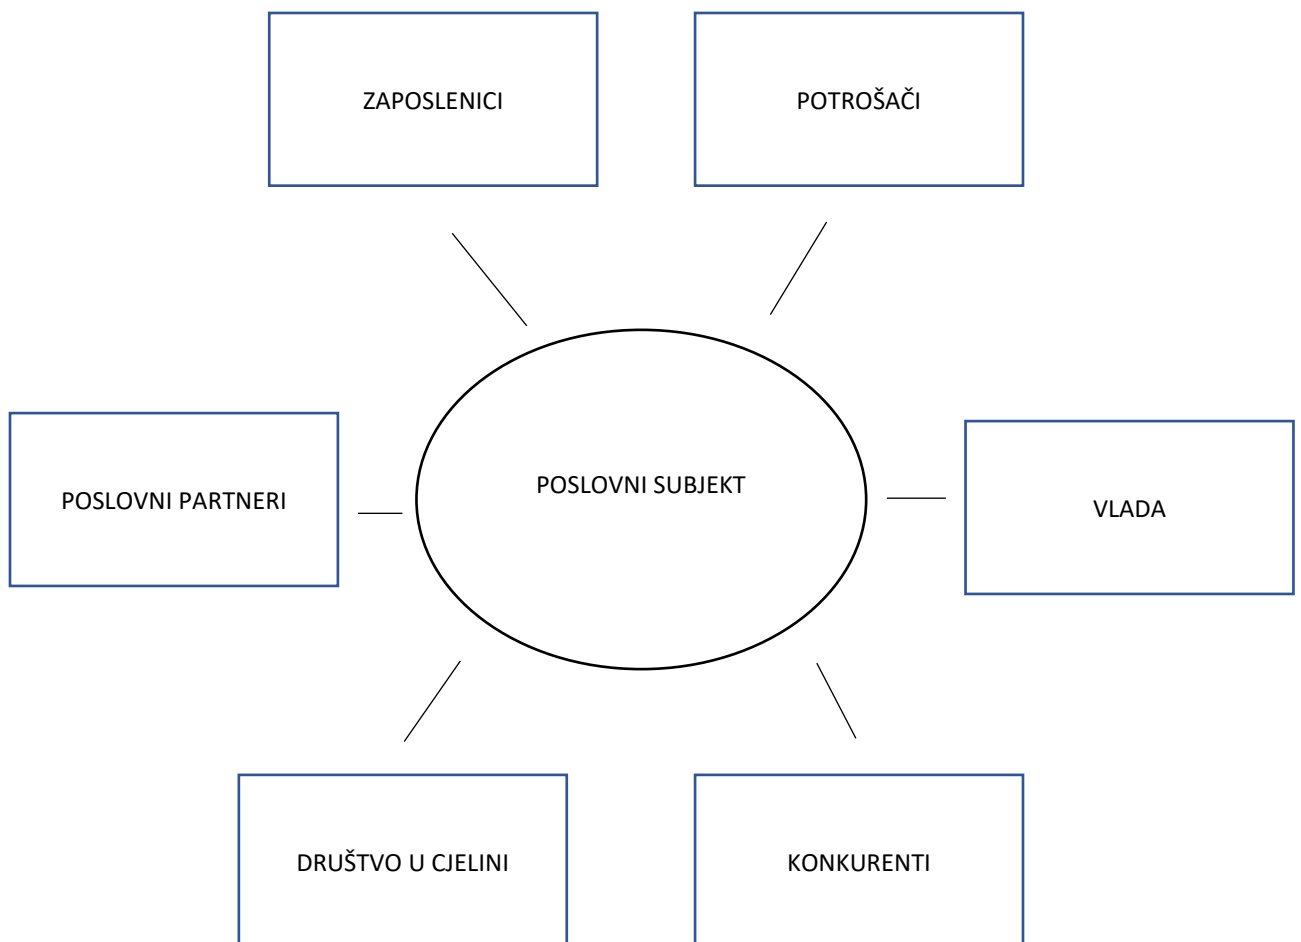 ZAPOSLENICI
POTROŠAČI
POSLOVNI PARTNERI
POSLOVNI SUBJEKT
VLADA
DRUŠTVO U CJELINI
KONKURENTI